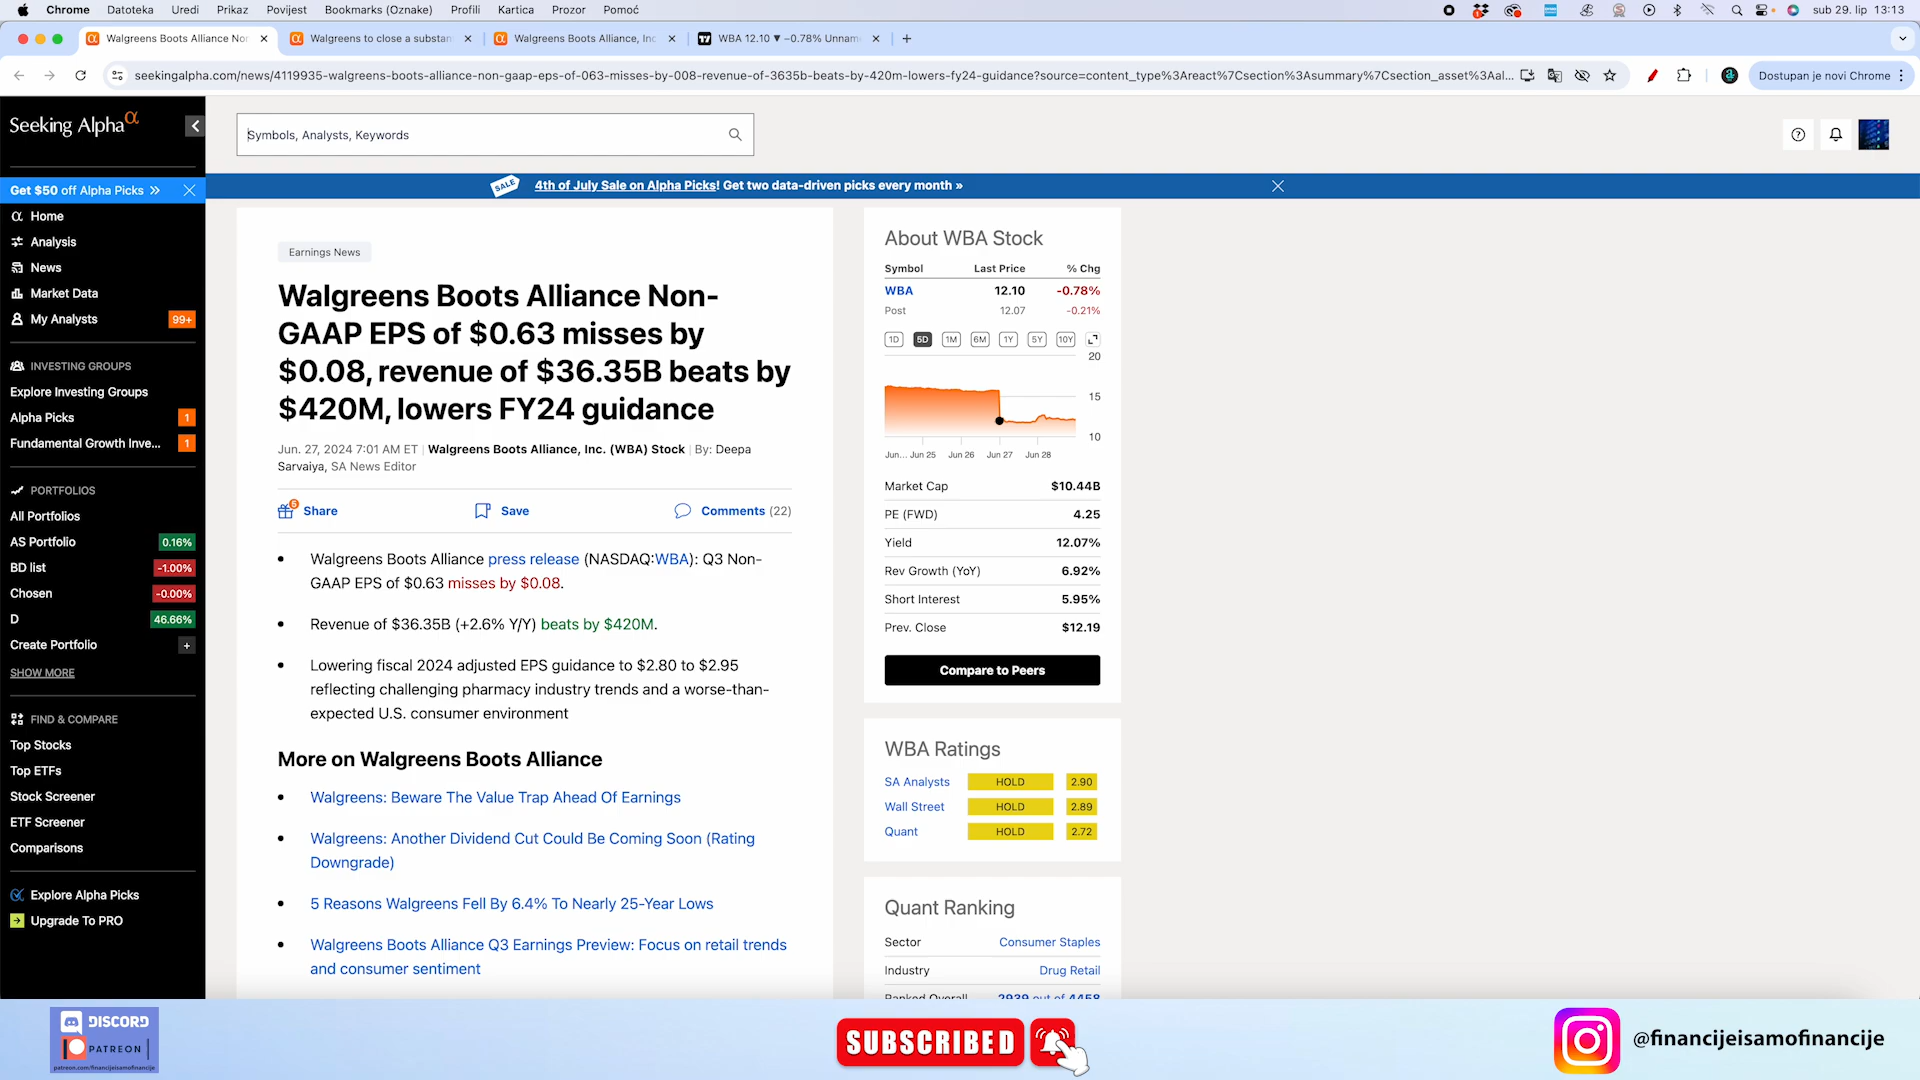 Chrome Datoteka Uredi Prikaz Povijest Bookmarks (Oznake) Profili Kartica Prozor Pomoć sub 29. lip 13:13
Walgreens Boots Alliance Non Walgreens to close a substan Walgreens Boots Alliance, Inc WBA 12.10 ▼ −0.78% Unnam
seekingalpha.com/news/4119935-walgreens-boots-alliance-non-gaap-eps-of-063-misses-by-008-revenue-of-3635b-beats-by-420m-lowers-fy24-guidance?source=content_type%3Areact%7Csection%3Asummary%7Csection_asset%3Aal... Dostupan je novi Chrome
Seeking Alpha α
Symbols, Analysts, Keywords
Get $50 off Alpha Picks »
SALE 4th of July Sale on Alpha Picks! Get two data-driven picks every month »
Home
Analysis
News
Market Data
My Analysts 99+
INVESTING GROUPS
Explore Investing Groups
Alpha Picks 1
Fundamental Growth Inve... 1
PORTFOLIOS
All Portfolios
AS Portfolio 0.16%
BD list -1.00%
Chosen -0.00%
D 46.66%
Create Portfolio +
SHOW MORE
FIND & COMPARE
Top Stocks
Top ETFs
Stock Screener
ETF Screener
Comparisons
Explore Alpha Picks
Upgrade To PRO
Earnings News
Walgreens Boots Alliance Non-
GAAP EPS of $0.63 misses by
$0.08, revenue of $36.35B beats by
$420M, lowers FY24 guidance
Jun. 27, 2024 7:01 AM ET | Walgreens Boots Alliance, Inc. (WBA) Stock | By: Deepa
Sarvaiya, SA News Editor
5 Share Save Comments (22)
• Walgreens Boots Alliance press release (NASDAQ:WBA): Q3 Non-
GAAP EPS of $0.63 misses by $0.08.
• Revenue of $36.35B (+2.6% Y/Y) beats by $420M.
• Lowering fiscal 2024 adjusted EPS guidance to $2.80 to $2.95
reflecting challenging pharmacy industry trends and a worse-than-
expected U.S. consumer environment
More on Walgreens Boots Alliance
• Walgreens: Beware The Value Trap Ahead Of Earnings
• Walgreens: Another Dividend Cut Could Be Coming Soon (Rating
Downgrade)
• 5 Reasons Walgreens Fell By 6.4% To Nearly 25-Year Lows
• Walgreens Boots Alliance Q3 Earnings Preview: Focus on retail trends
and consumer sentiment
About WBA Stock
Symbol Last Price % Chg
WBA 12.10 -0.78%
Post 12.07 -0.21%
1D 5D 1M 6M 1Y 5Y 10Y
20
15
10
Jun... Jun 25 Jun 26 Jun 27 Jun 28
Market Cap $10.44B
PE (FWD) 4.25
Yield 12.07%
Rev Growth (YoY) 6.92%
Short Interest 5.95%
Prev. Close $12.19
Compare to Peers
WBA Ratings
SA Analysts HOLD 2.90
Wall Street HOLD 2.89
Quant HOLD 2.72
Quant Ranking
Sector Consumer Staples
Industry Drug Retail
Ranked Overall 2939 out of 4458
DISCORD
PATREON
patreon.com/financijeisamofinancije
SUBSCRIBED
@financijeisamofinancije